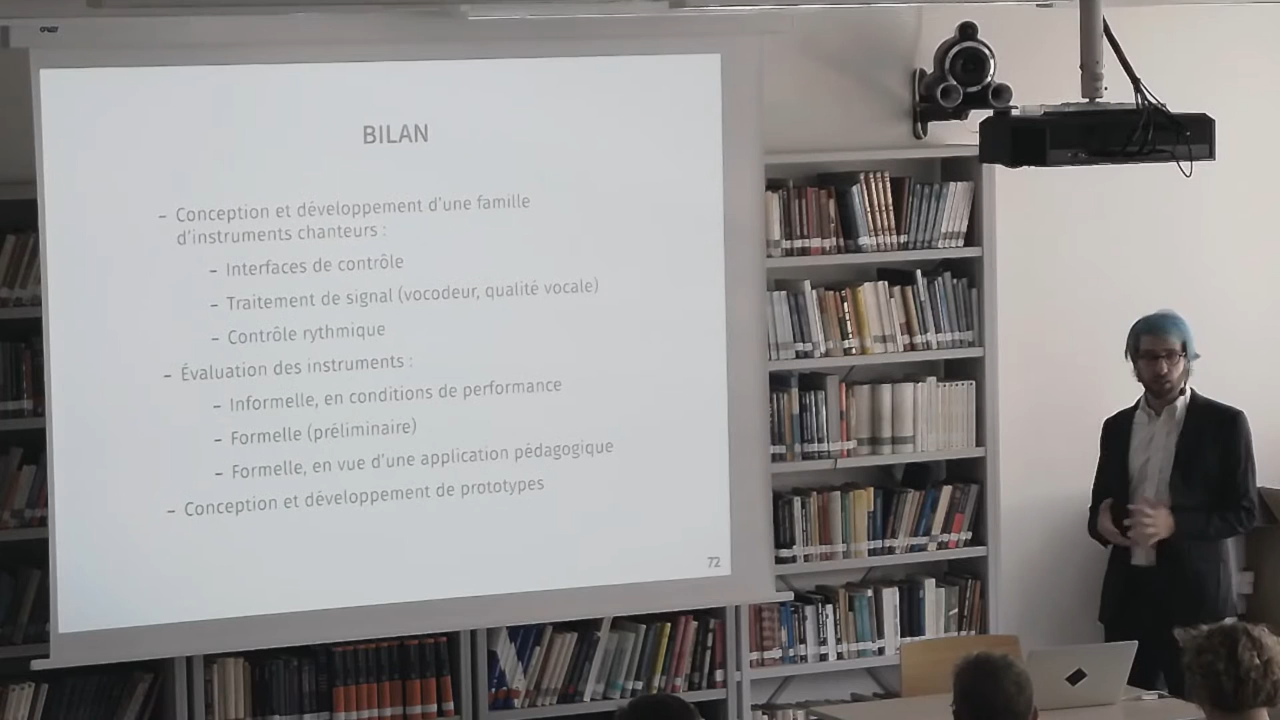 BILAN
– Conception et développement d'une famille
d'instruments chanteurs :
– Interfaces de contrôle
– Traitement de signal (vocodeur, qualité vocale)
– Contrôle rythmique
– Évaluation des instruments :
– Informelle, en conditions de performance
– Formelle (préliminaire)
– Formelle, en vue d'une application pédagogique
– Conception et développement de prototypes
72